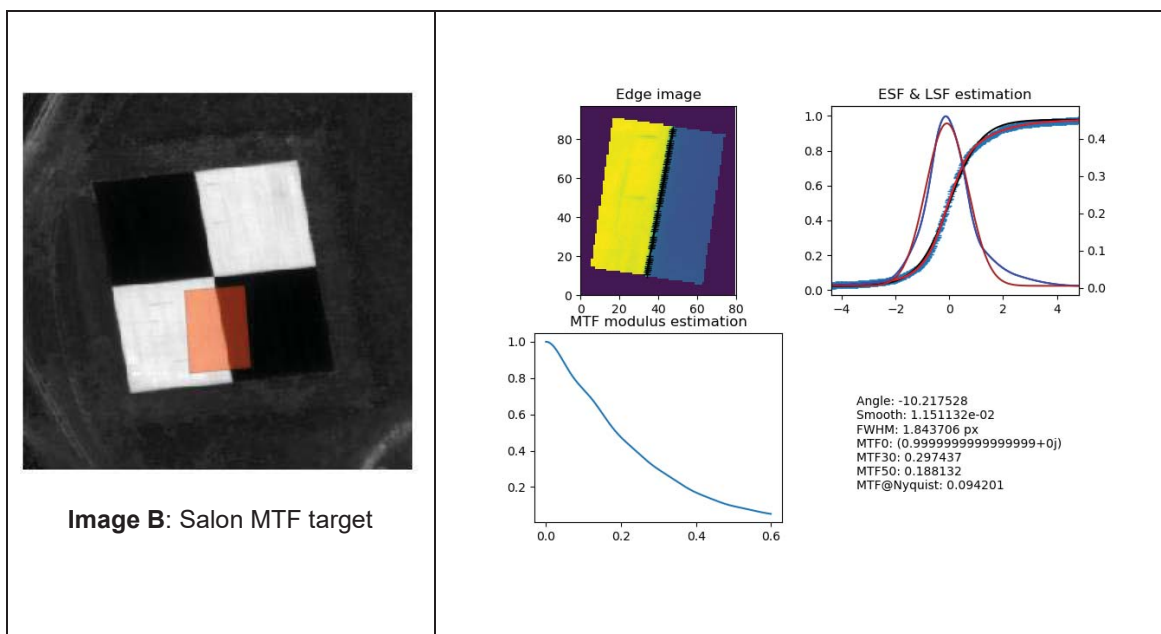 Image B: Salon MTF target
Edge image
80
60
40
20
0
0 20 40 60 80
ESF & LSF estimation
1.0
0.8
0.6
0.4
0.2
0.0
0.4
0.3
0.2
0.1
0.0
−4 −2 0 2 4
MTF modulus estimation
1.0
0.8
0.6
0.4
0.2
0.0 0.2 0.4 0.6
Angle: -10.217528
Smooth: 1.151132e-02
FWHM: 1.843706 px
MTF0: (0.9999999999999999+0j)
MTF30: 0.297437
MTF50: 0.188132
MTF@Nyquist: 0.094201